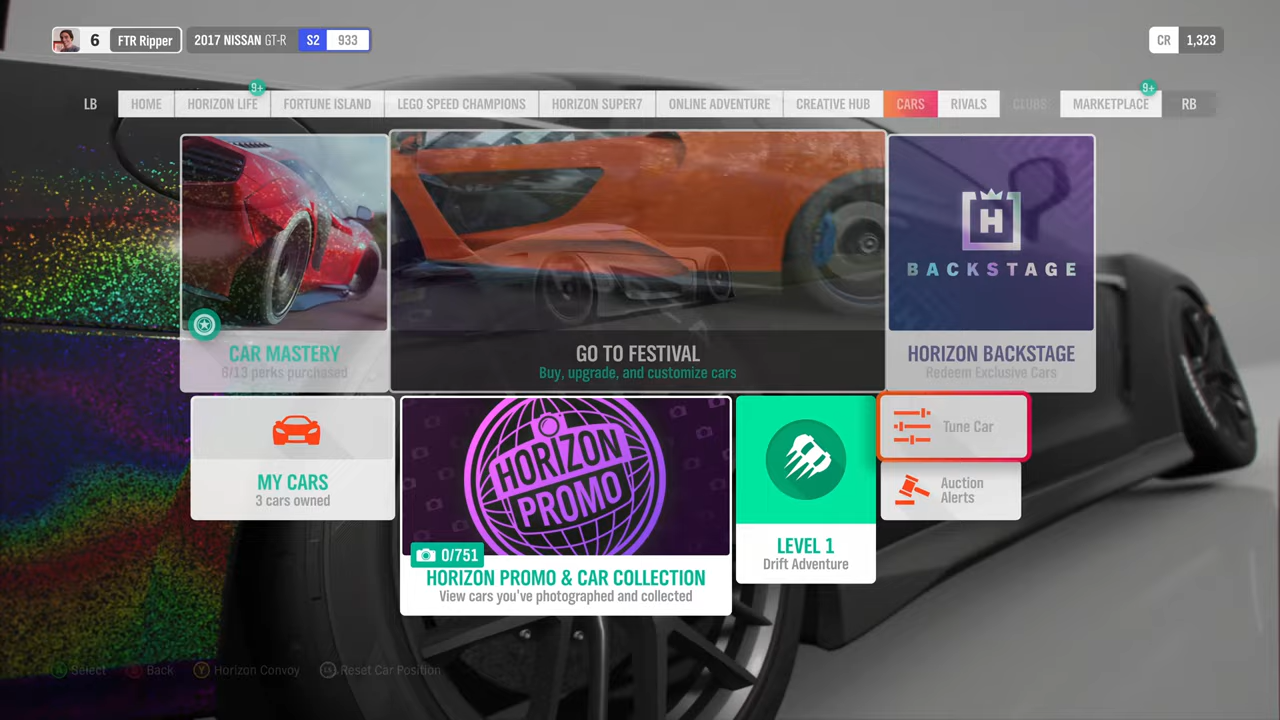 6 FTR Ripper 2017 NISSAN GT-R S2 933 CR 1,323
9+ 9+
LB HOME HORIZON LIFE FORTUNE ISLAND LEGO SPEED CHAMPIONS HORIZON SUPER7 ONLINE ADVENTURE CREATIVE HUB CARS RIVALS CLUBS MARKETPLACE RB
H
BACKSTAGE
CAR MASTERY
6/13 perks purchased
GO TO FESTIVAL
Buy, upgrade, and customize cars
HORIZON BACKSTAGE
Redeem Exclusive Cars
MY CARS
3 cars owned
HORIZON
PROMO
0/751
HORIZON PROMO & CAR COLLECTION
View cars you've photographed and collected
LEVEL 1
Drift Adventure
Tune Car
Auction
Alerts
A Select B Back Y Horizon Convoy LS Reset Car Position